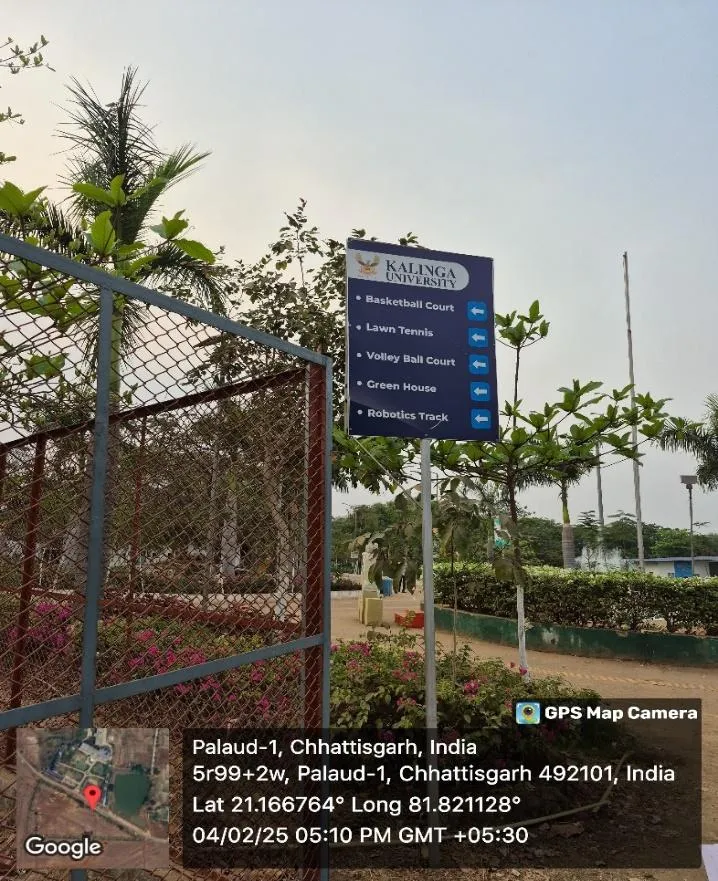 KALINGA
UNIVERSITY
• Basketball Court
• Lawn Tennis
• Volley Ball Court
• Green House
• Robotics Track
GPS Map Camera
Palaud-1, Chhattisgarh, India
5r99+2w, Palaud-1, Chhattisgarh 492101, India
Lat 21.166764° Long 81.821128°
04/02/25 05:10 PM GMT +05:30
Google